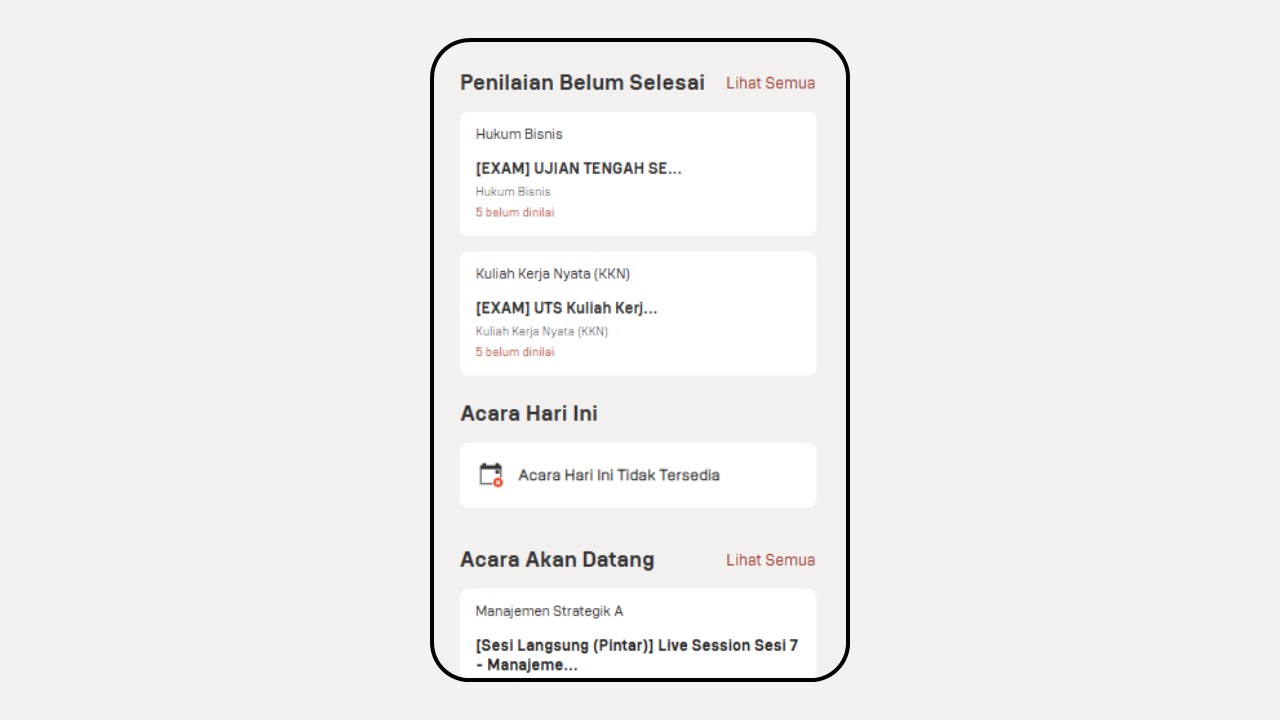 Penilaian Belum Selesai Lihat Semua
Hukum Bisnis
[EXAM] UJIAN TENGAH SE...
Hukum Bisnis
5 belum dinilai
Kuliah Kerja Nyata (KKN)
[EXAM] UTS Kuliah Kerj...
Kuliah Kerja Nyata (KKN)
5 belum dinilai
Acara Hari Ini
Acara Hari Ini Tidak Tersedia
Acara Akan Datang Lihat Semua
Manajemen Strategik A
[Sesi Langsung (Pintar)] Live Session Sesi 7
- Manajeme...